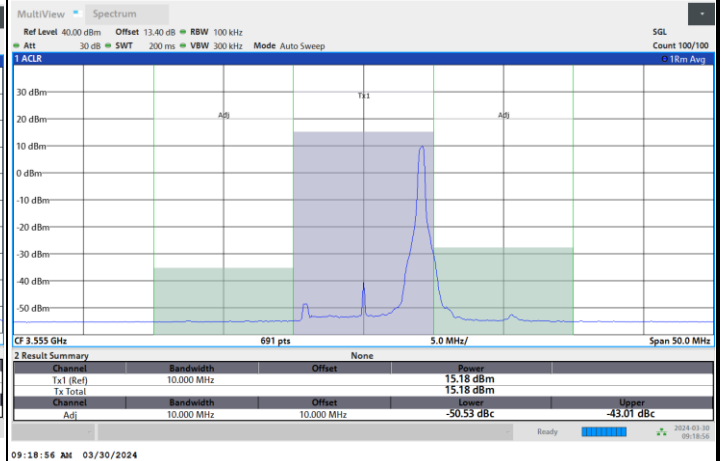 MultiView Spectrum
Ref Level 40.00 dBm Offset 13.40 dB RBW 100 kHz SGL
Att 30 dB SWT 200 ms VBW 300 kHz Mode Auto Sweep Count 100/100
1 ACLR 1Rm Avg
30 dBm
Tx1
20 dBm
Adj Adj
10 dBm
0 dBm
-10 dBm
-20 dBm
-30 dBm
-40 dBm
-50 dBm
CF 3.555 GHz 691 pts 5.0 MHz/ Span 50.0 MHz
2 Result Summary None
Channel Bandwidth Offset Power
Tx1 (Ref) 10.000 MHz 15.18 dBm
Tx Total 15.18 dBm
Channel Bandwidth Offset Lower Upper
Adj 10.000 MHz 10.000 MHz -50.53 dBc -43.01 dBc
Ready 2024-03-30
09:18:56
09:18:56 AM 03/30/2024